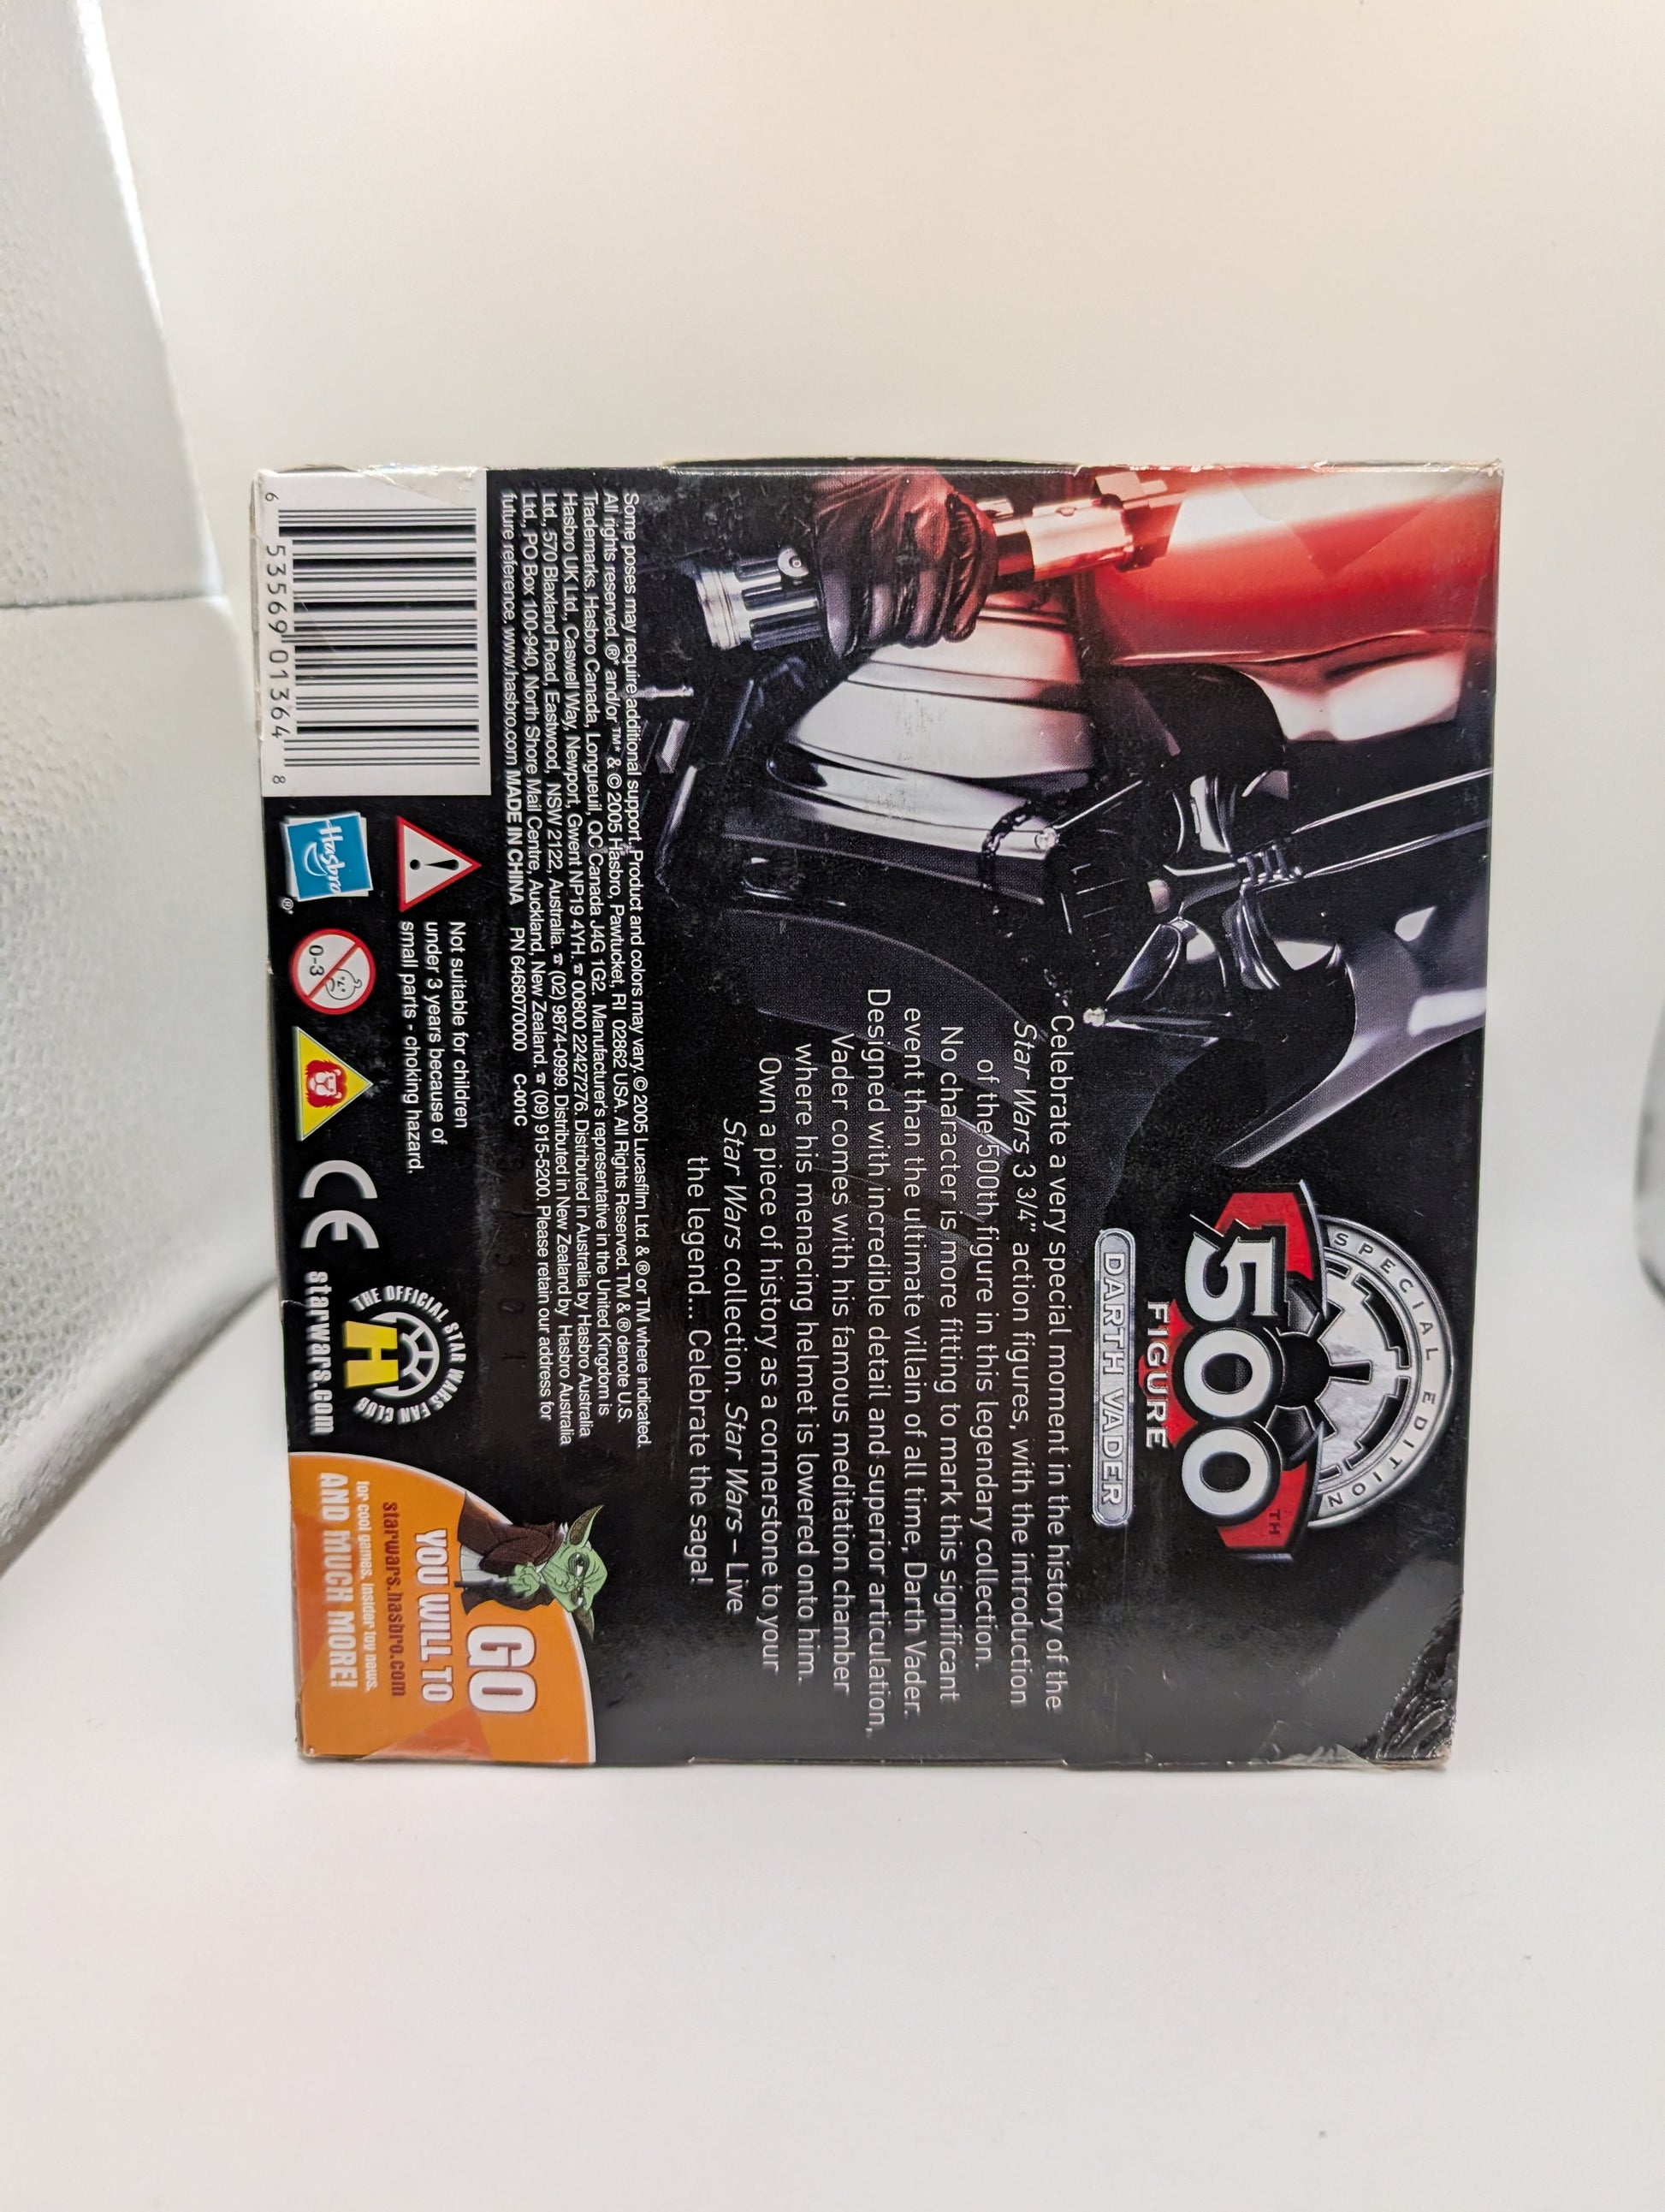 SPECIAL EDITION
500TH
FIGURE
DARTH VADER
Celebrate a very special moment in the history of the
Star Wars 3 3/4" action figures, with the introduction
of the 500th figure in this legendary collection.
No character is more fitting to mark this significant
event than the ultimate villain of all time, Darth Vader.
Designed with incredible detail and superior articulation,
Vader comes with his famous meditation chamber
where his menacing helmet is lowered onto him.
Own a piece of history as a cornerstone to your
Star Wars collection. Star Wars – Live
the legend... Celebrate the saga!
Some poses may require additional support. Product and colors may vary. © 2005 Lucasfilm Ltd. & ® or TM where indicated.
All rights reserved. ®* and/or ™* & © 2005 Hasbro, Pawtucket, RI 02862 USA. All Rights Reserved. TM & ® denote U.S.
Trademarks. Hasbro Canada, Longueuil, QC Canada J4G 1G2. Manufacturer's representative in the United Kingdom is
Hasbro UK Ltd., Caswell Way, Newport, Gwent NP19 4YH. ☎ 00800 22427276. Distributed in Australia by Hasbro Australia
Ltd., 570 Blaxland Road, Eastwood, NSW 2122, Australia. ☎ (02) 9874-0999. Distributed in New Zealand by Hasbro Australia
Ltd., PO Box 100-940, North Shore Mail Centre, Auckland, New Zealand. ☎ (09) 915-5200. Please retain our address for
future reference. www.hasbro.com MADE IN CHINA PN 6468070000 C-001C
6 53569 01364 8
Not suitable for children
under 3 years because of
small parts - choking hazard.
Hasbro®
0-3
CE
THE OFFICIAL STAR WARS FAN CLUB
H
starwars.com
GO
YOU WILL TO
starwars.hasbro.com
for cool games, insider toy news,
AND MUCH MORE!